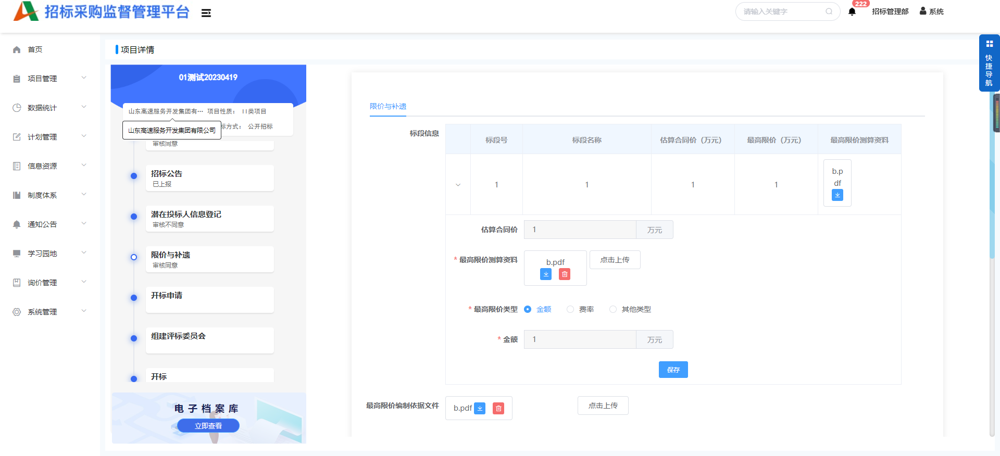 招标采购监督管理平台
请输入关键字
222
招标管理部
系统
首页
项目管理
数据统计
计划管理
信息资源
制度体系
通知公告
学习园地
询价管理
系统管理
项目详情
快捷导航
01测试20230419
山东高速服务开发集团有… 项目性质： II类项目
山东高速服务开发集团有限公司
标方式： 公开招标
审核同意
招标公告
已上报
潜在投标人信息登记
审核不同意
限价与补遗
审核同意
开标申请
组建评标委员会
开标
电子档案库
立即查看
限价与补遗
标段信息
标段号 标段名称 估算合同价（万元） 最高限价（万元） 最高限价测算资料
1 1 1 1 b.p
df
估算合同价 1 万元
* 最高限价测算资料 b.pdf 点击上传
* 最高限价类型 金额 费率 其他类型
* 金额 1 万元
保存
最高限价编制依据文件 b.pdf 点击上传